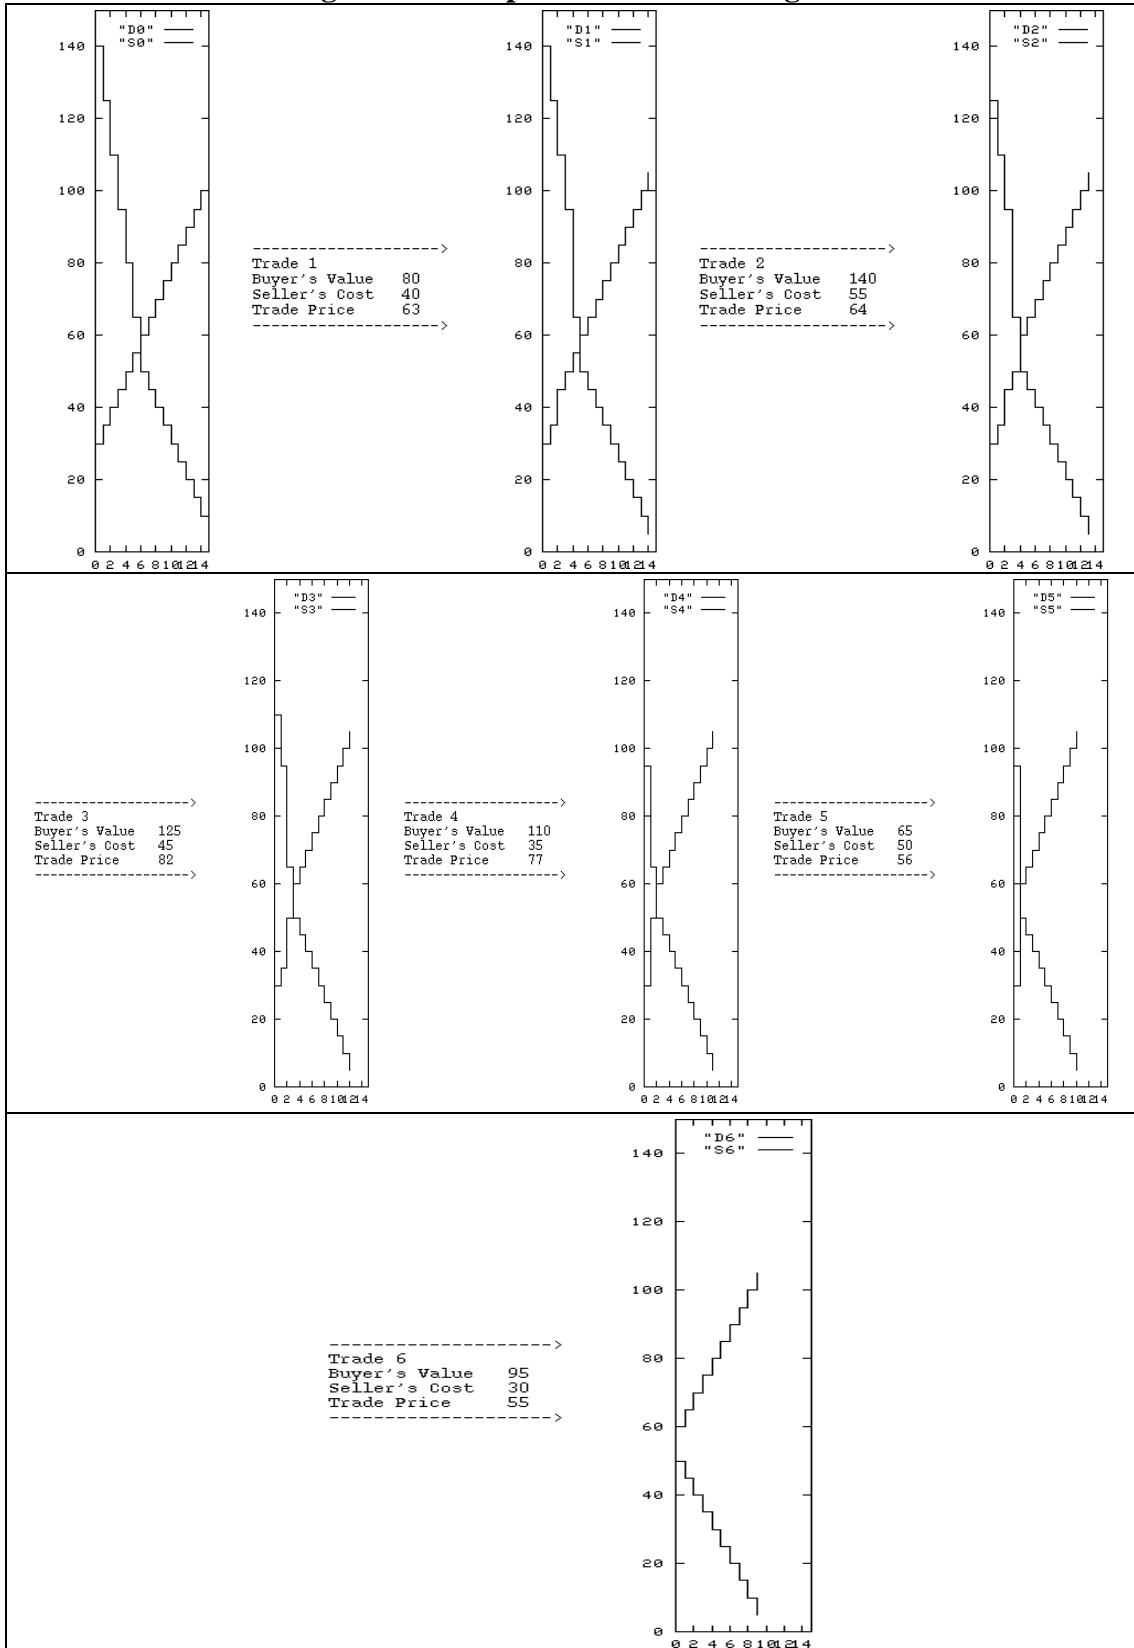 "D0"
"S0"
140
120
100
80
60
40
20
0
0 2 4 6 8 10 12 14
-------------------->
Trade 1
Buyer's Value 80
Seller's Cost 40
Trade Price 63
-------------------->
"D1"
"S1"
140
120
100
80
60
40
20
0
0 2 4 6 8 10 12 14
-------------------->
Trade 2
Buyer's Value 140
Seller's Cost 55
Trade Price 64
-------------------->
"D2"
"S2"
140
120
100
80
60
40
20
0
0 2 4 6 8 10 12 14
-------------------->
Trade 3
Buyer's Value 125
Seller's Cost 45
Trade Price 82
-------------------->
"D3"
"S3"
140
120
100
80
60
40
20
0
0 2 4 6 8 10 12 14
-------------------->
Trade 4
Buyer's Value 110
Seller's Cost 35
Trade Price 77
-------------------->
"D4"
"S4"
140
120
100
80
60
40
20
0
0 2 4 6 8 10 12 14
-------------------->
Trade 5
Buyer's Value 65
Seller's Cost 50
Trade Price 56
-------------------->
"D5"
"S5"
140
120
100
80
60
40
20
0
0 2 4 6 8 10 12 14
-------------------->
Trade 6
Buyer's Value 95
Seller's Cost 30
Trade Price 55
-------------------->
"D6"
"S6"
140
120
100
80
60
40
20
0
0 2 4 6 8 10 12 14